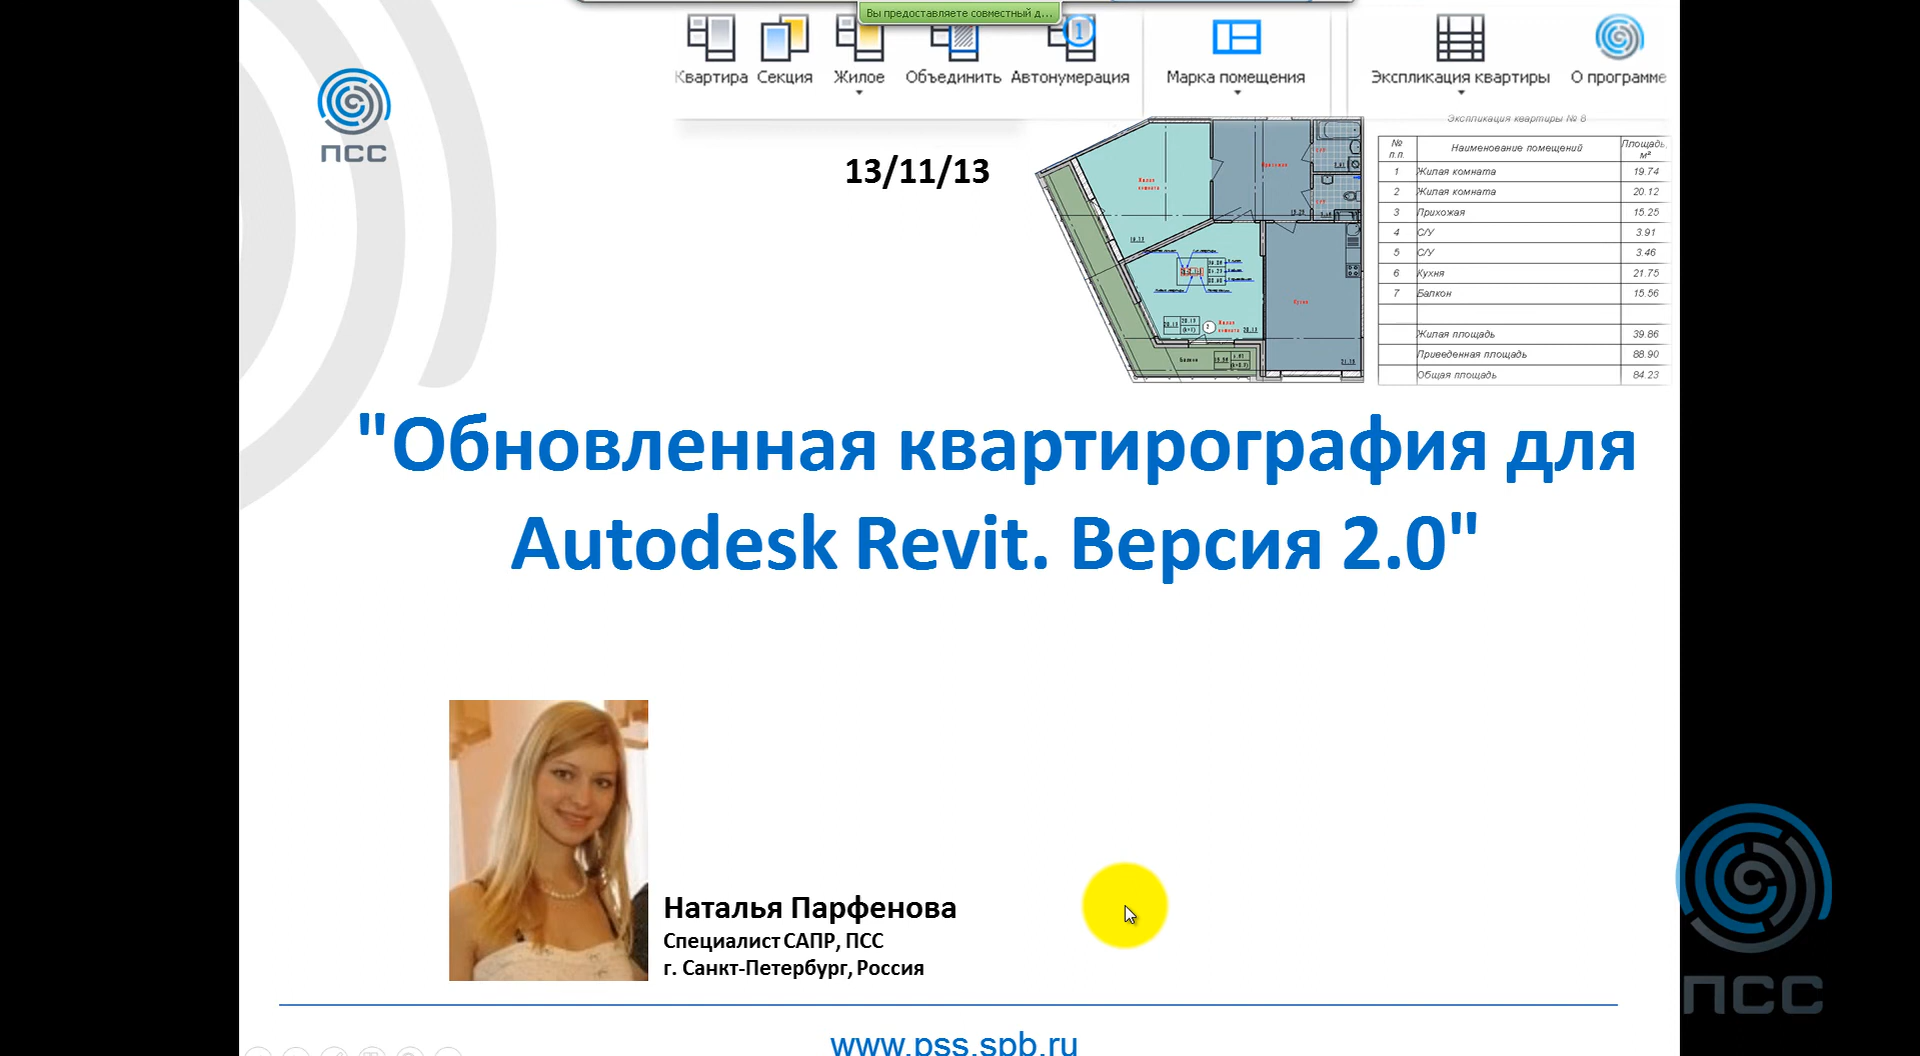 Вы предоставляете совместный д...
Квартира Секция Жилое Объединить Автонумерация Марка помещения Экспликация квартиры О программе
ПСС
13/11/13
Экспликация квартиры № 8
№ п.п. Наименование помещений Площадь, м²
1 Жилая комната 19.74
2 Жилая комната 20.12
3 Прихожая 15.25
4 С/У 3.91
5 С/У 3.46
6 Кухня 21.75
7 Балкон 15.56
Жилая площадь 39.86
Приведенная площадь 88.90
Общая площадь 84.23
"Обновленная квартирография для
Autodesk Revit. Версия 2.0"
Наталья Парфенова
Специалист САПР, ПСС
г. Санкт-Петербург, Россия
ПСС
www.pss.spb.ru